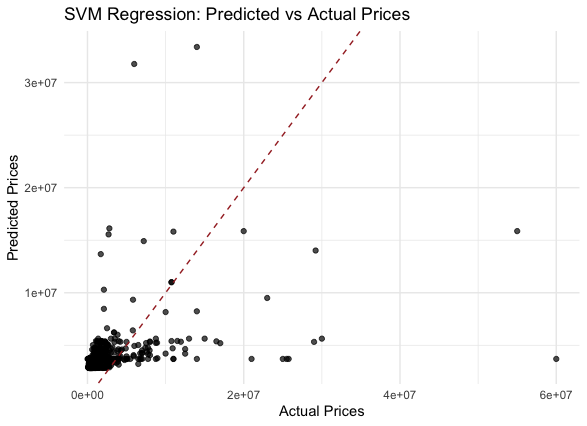 SVM Regression: Predicted vs Actual Prices
3e+07
2e+07
1e+07
Predicted Prices
0e+00 2e+07 4e+07 6e+07
Actual Prices